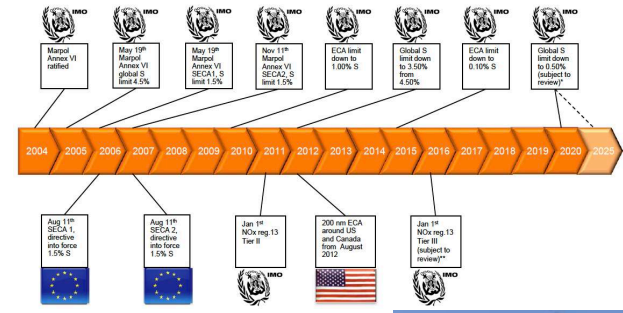 IMO
IMO
IMO
IMO
IMO
IMO
IMO
IMO
Marpol
Annex VI
ratified
May 19th
Marpol
Annex VI
global S
limit 4.5%
May 19th
Marpol
Annex VI
SECA1, S
limit 1.5%
Nov 11th
Marpol
Annex VI
SECA2, S
limit 1.5%
ECA limit
down to
1.00% S
Global S
limit down
to 3.50%
from
4.50%
ECA limit
down to
0.10% S
Global S
limit down
to 0.50%
(subject to
review)*
2004
2005
2006
2007
2008
2009
2010
2011
2012
2013
2014
2015
2016
2017
2018
2019
2020
2025
Aug 11th
SECA 1,
directive
into force
1.5% S
Aug 11th
SECA 2,
directive
into force
1.5% S
Jan 1st
NOx reg.13
Tier II
200 nm ECA
around US
and Canada
from August
2012
Jan 1st
NOx reg.13
Tier III
(subject to
review)**
IMO
IMO